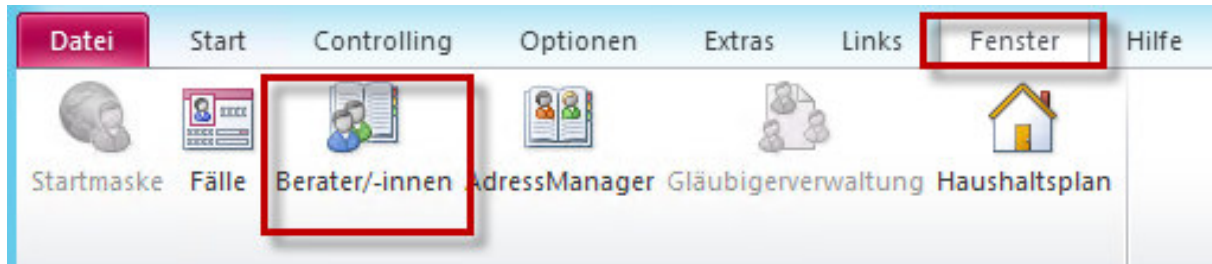 Datei Start Controlling Optionen Extras Links Fenster Hilfe
Startmaske Fälle Berater/-innen AdressManager Gläubigerverwaltung Haushaltsplan